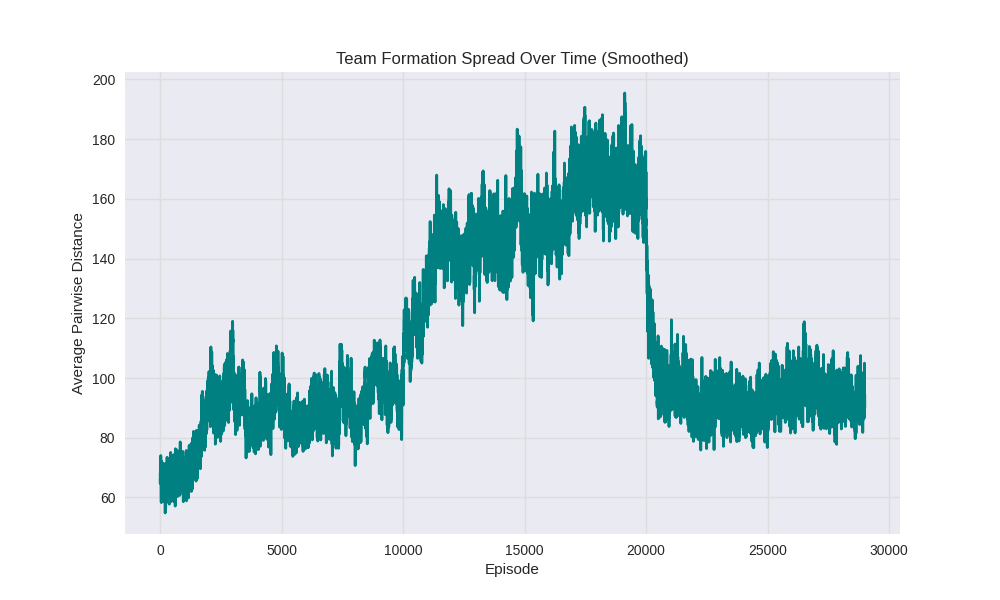 Team Formation Spread Over Time (Smoothed)
Average Pairwise Distance
200
180
160
140
120
100
80
60
0 5000 10000 15000 20000 25000 30000
Episode